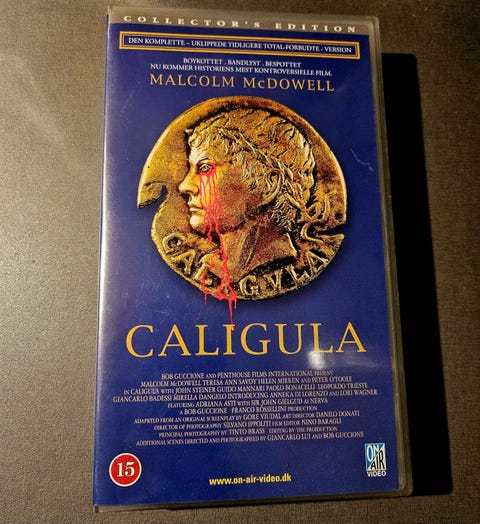 COLLECTOR'S EDITION
DEN KOMPLETTE – UKLIPPEDE TIDLIGERE TOTAL-FORBUDTE - VERSION
BOYKOTTET . BANDLYST . BESPOTTET
NU KOMMER HISTORIENS MEST KONTROVERSIELLE FILM.
MALCOLM McDOWELL
CALIGVLA
CALIGULA
BOB GUCCIONE AND PENTHOUSE FILMS INTERNATIONAL PRESENT
MALCOLM McDOWELL TERESA ANN SAVOY HELEN MIRREN AND PETER O'TOOLE
IN CALIGULA WITH JOHN STEINER GUIDO MANNARI PAOLO BONACELLI LEOPOLDO TRIESTE
GIANCARLO BADESSI MIRELLA DANGELO INTRODUCING ANNEKA DI LORENZO AND LORI WAGNER
FEATURING ADRIANA ASTI WITH SIR JOHN GIELGUD AS NERVA
A BOB GUCCIONE FRANCO ROSSELLINI PRODUCTION
ADAPTED FROM AN ORIGINAL SCREENPLAY BY GORE VIUDAL ART DIRECTOR DANILO DONATI
DIRECTOR OF PHOTOGRAPHY SILVANO IPPOLITI FILM EDITOR NINO BARAGLI
PRINCIPAL PHOTOGRAPHY BY TINTO BRASS EDITING BY THE PRODUCTION
ADDITIONAL SCENES DIRECTED AND PHOTOGRAPHED BY GIANCARLO LUI AND BOB GUCCIONE
15
www.on-air-video.dk
ON
AIR
VIDEO